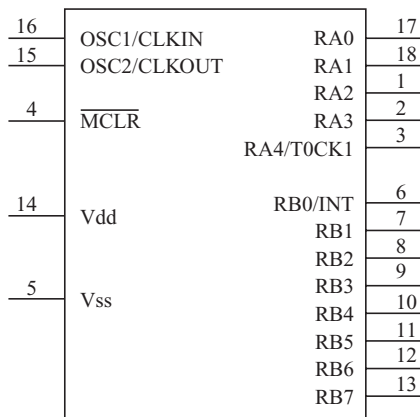 16 OSC1/CLKIN RA0 17
15 OSC2/CLKOUT RA1 18
RA2 1
4 MCLR RA3 2
RA4/T0CK1 3
14 Vdd RB0/INT 6
RB1 7
RB2 8
5 Vss RB3 9
RB4 10
RB5 11
RB6 12
RB7 13